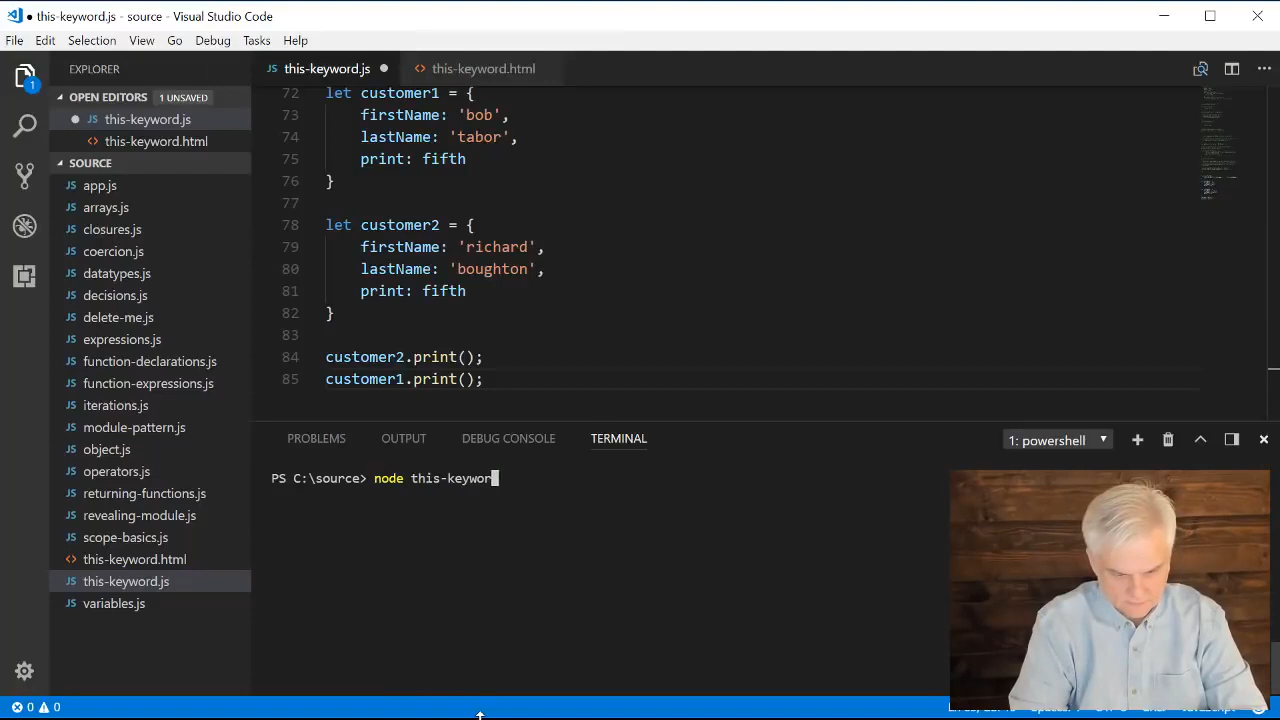 this-keyword.js - source - Visual Studio Code
File Edit Selection View Go Debug Tasks Help
EXPLORER
this-keyword.js
this-keyword.html
1
OPEN EDITORS 1 UNSAVED
this-keyword.js
this-keyword.html
SOURCE
app.js
arrays.js
closures.js
coercion.js
datatypes.js
decisions.js
delete-me.js
expressions.js
function-declarations.js
function-expressions.js
iterations.js
module-pattern.js
object.js
operators.js
returning-functions.js
revealing-module.js
scope-basics.js
this-keyword.html
this-keyword.js
variables.js
72 let customer1 = {
73 firstName: 'bob',
74 lastName: 'tabor',
75 print: fifth
76 }
77
78 let customer2 = {
79 firstName: 'richard',
80 lastName: 'boughton',
81 print: fifth
82 }
83
84 customer2.print();
85 customer1.print();
PROBLEMS OUTPUT DEBUG CONSOLE TERMINAL
1: powershell
PS C:\source> node this-keywor
0 0